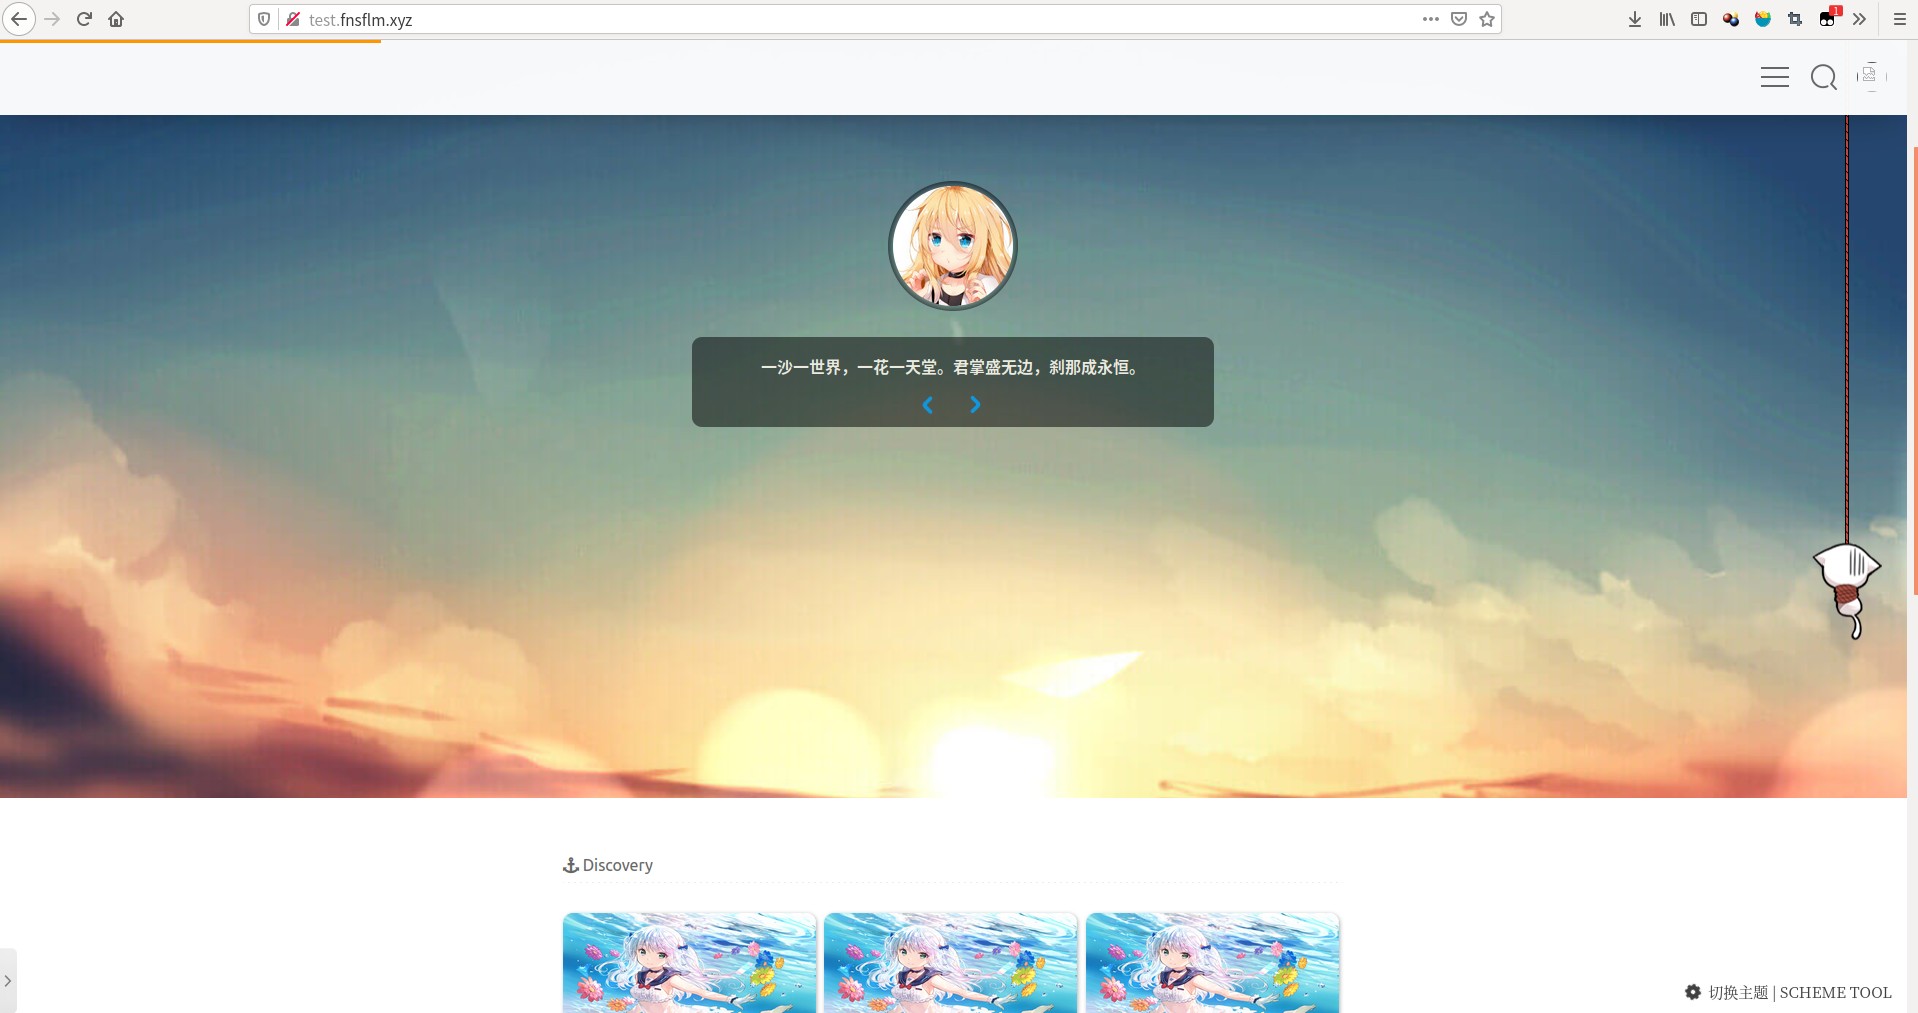 test.fnsflm.xyz
1
一沙一世界，一花一天堂。君掌盛无边，刹那成永恒。
Discovery
切换主题 | SCHEME TOOL